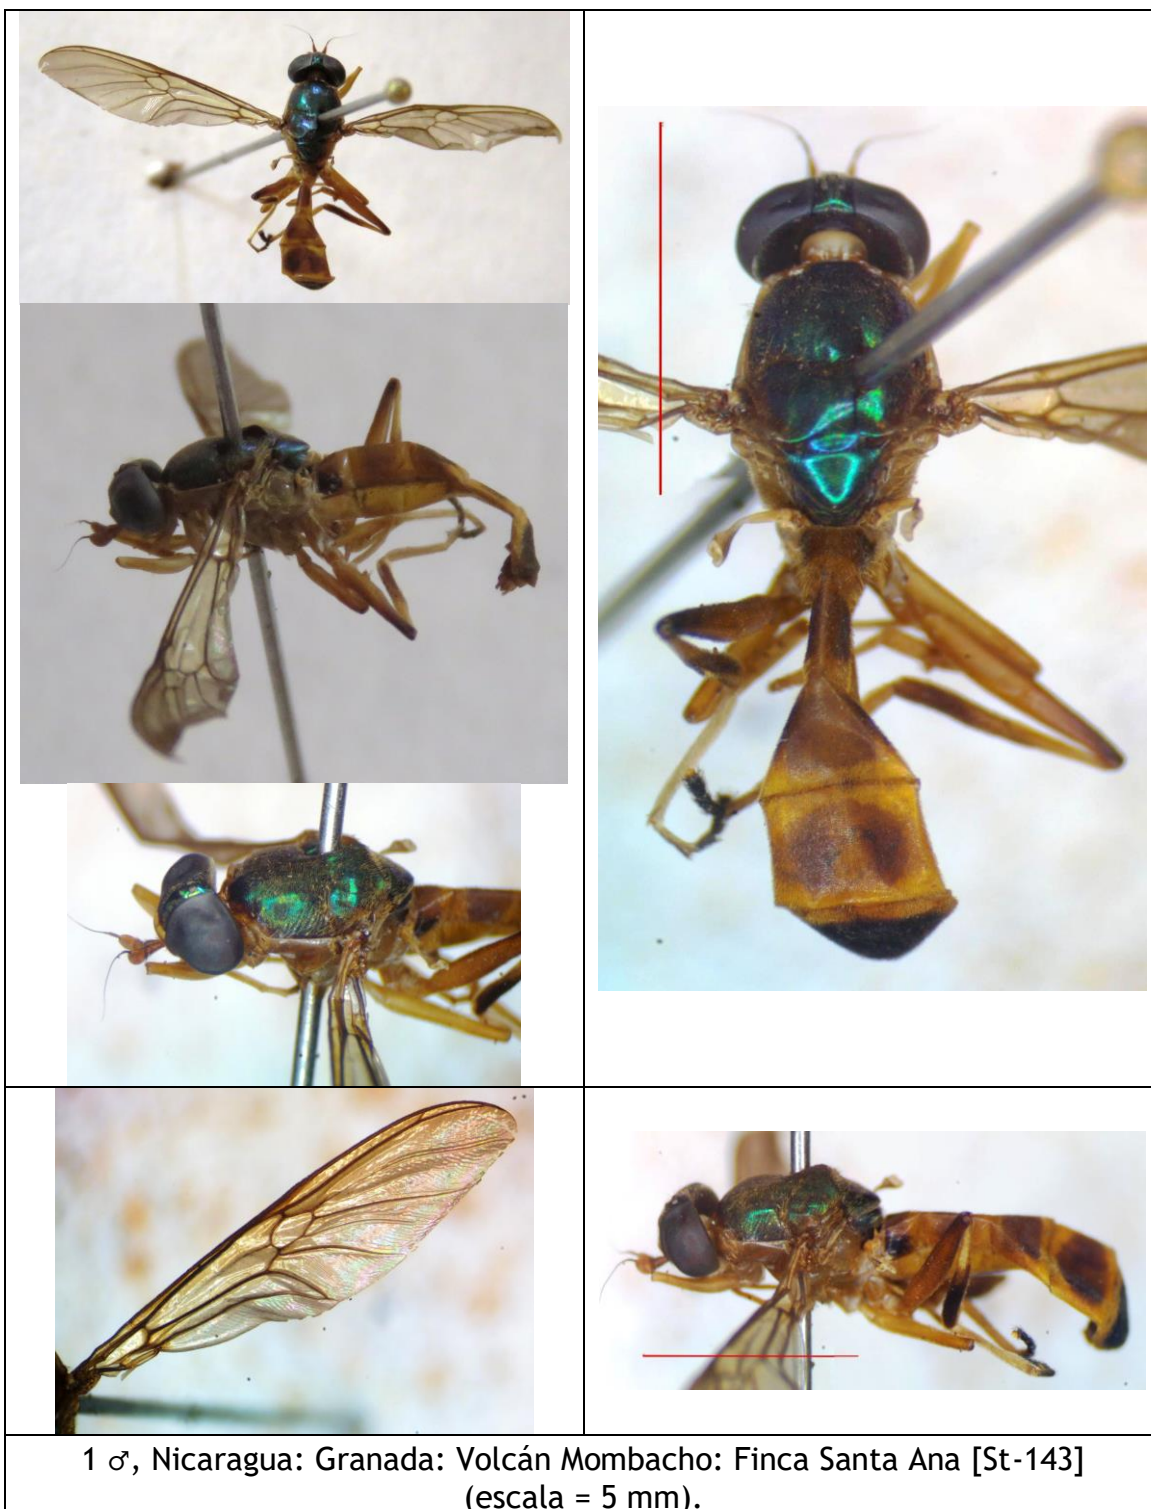 1 ♂, Nicaragua: Granada: Volcán Mombacho: Finca Santa Ana [St-143]
(escala = 5 mm).